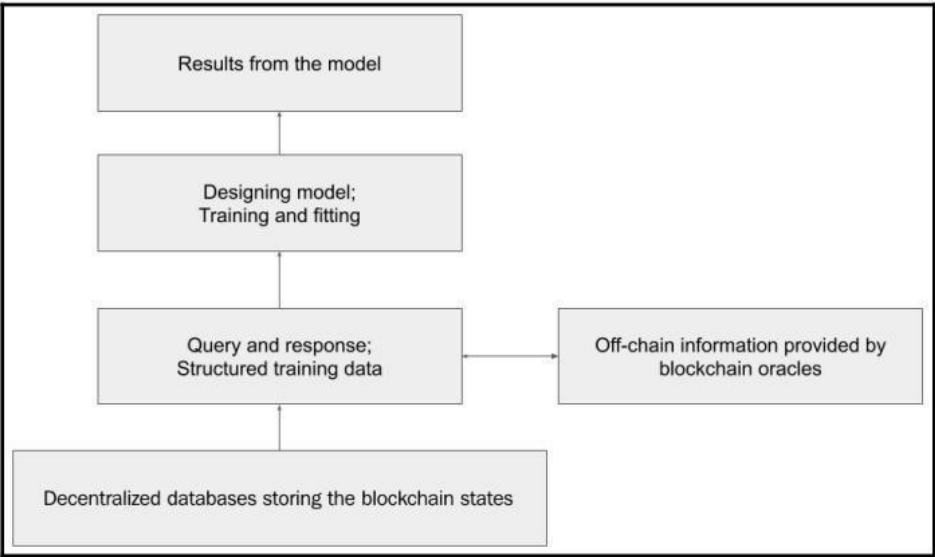 Results from the model
Designing model;
Training and fitting
Query and response;
Structured training data
Off-chain information provided by
blockchain oracles
Decentralized databases storing the blockchain states